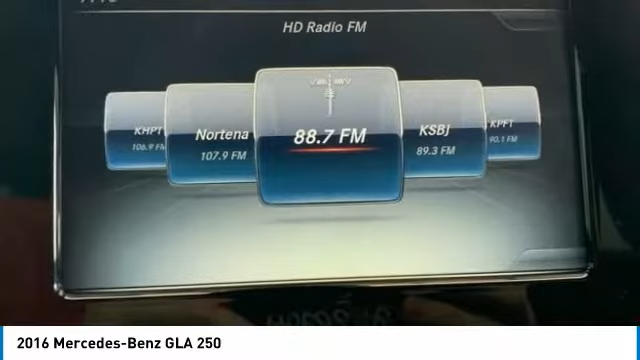 HD Radio FM
KHPT
106.9 FM
Nortena
107.9 FM
88.7 FM
KSBJ
89.3 FM
KPFT
90.1 FM
2016 Mercedes-Benz GLA 250